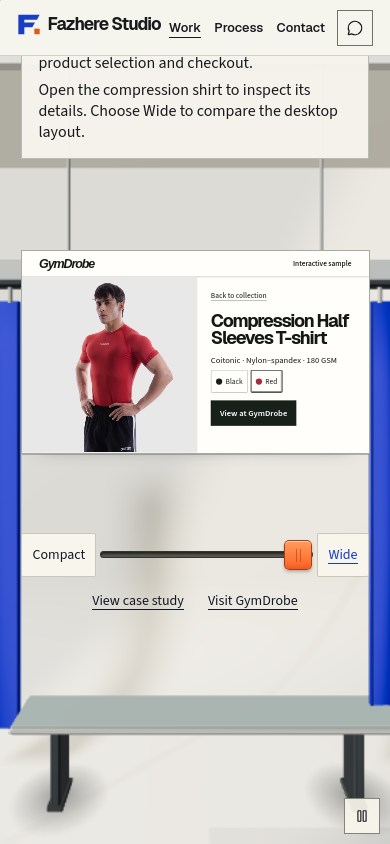 Fazhere Studio
Work
Process
Contact
product selection and checkout.
Open the compression shirt to inspect its
details. Choose Wide to compare the desktop
layout.
GymDrobe
Interactive sample
Back to collection
Compression Half
Sleeves T-shirt
Coitonic · Nylon–spandex · 180 GSM
Black
Red
View at GymDrobe
Compact
Wide
View case study
Visit GymDrobe